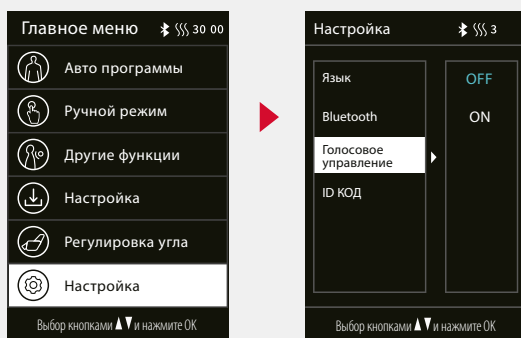 Главное меню 30 00
Авто программы
Ручной режим
Другие функции
Настройка
Регулировка угла
Настройка
Выбор кнопками ▲▼ и нажмите OK
Настройка 3
Язык
Bluetooth
Голосовое
управление
ID КОД
OFF
ON
Выбор кнопками ▲▼ и нажмите OK